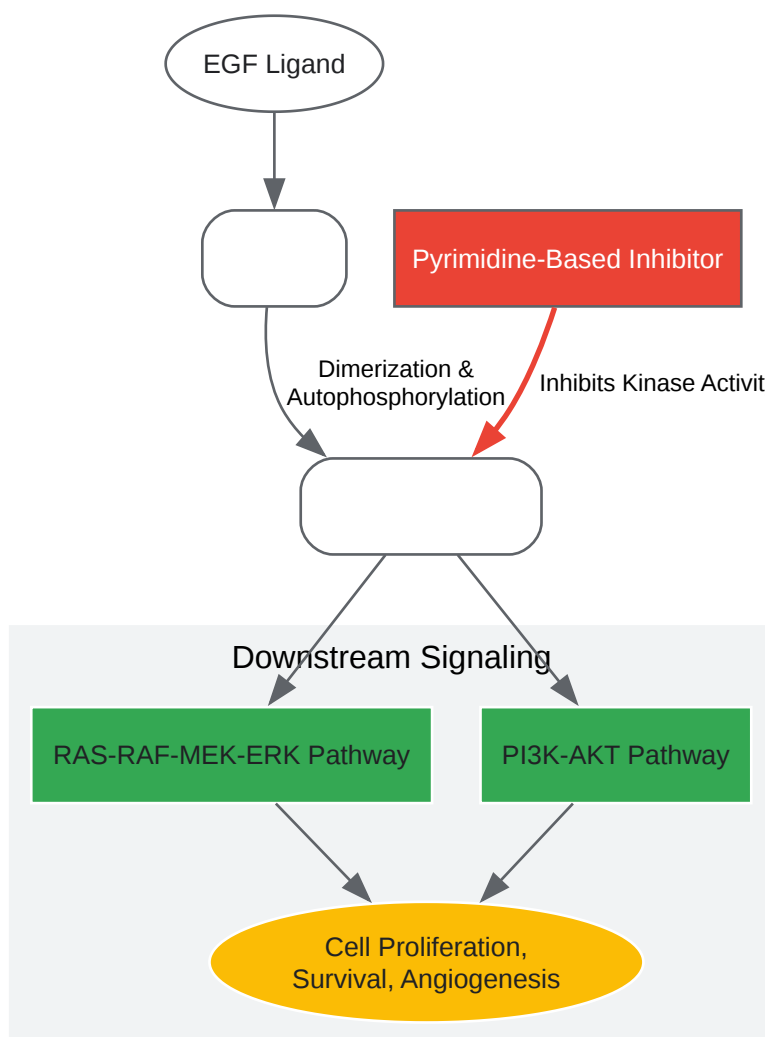 EGF Ligand
Pyrimidine-Based Inhibitor
Dimerization &
Autophosphorylation
Inhibits Kinase Activit
Downstream Signaling
RAS-RAF-MEK-ERK Pathway
PI3K-AKT Pathway
Cell Proliferation,
Survival, Angiogenesis